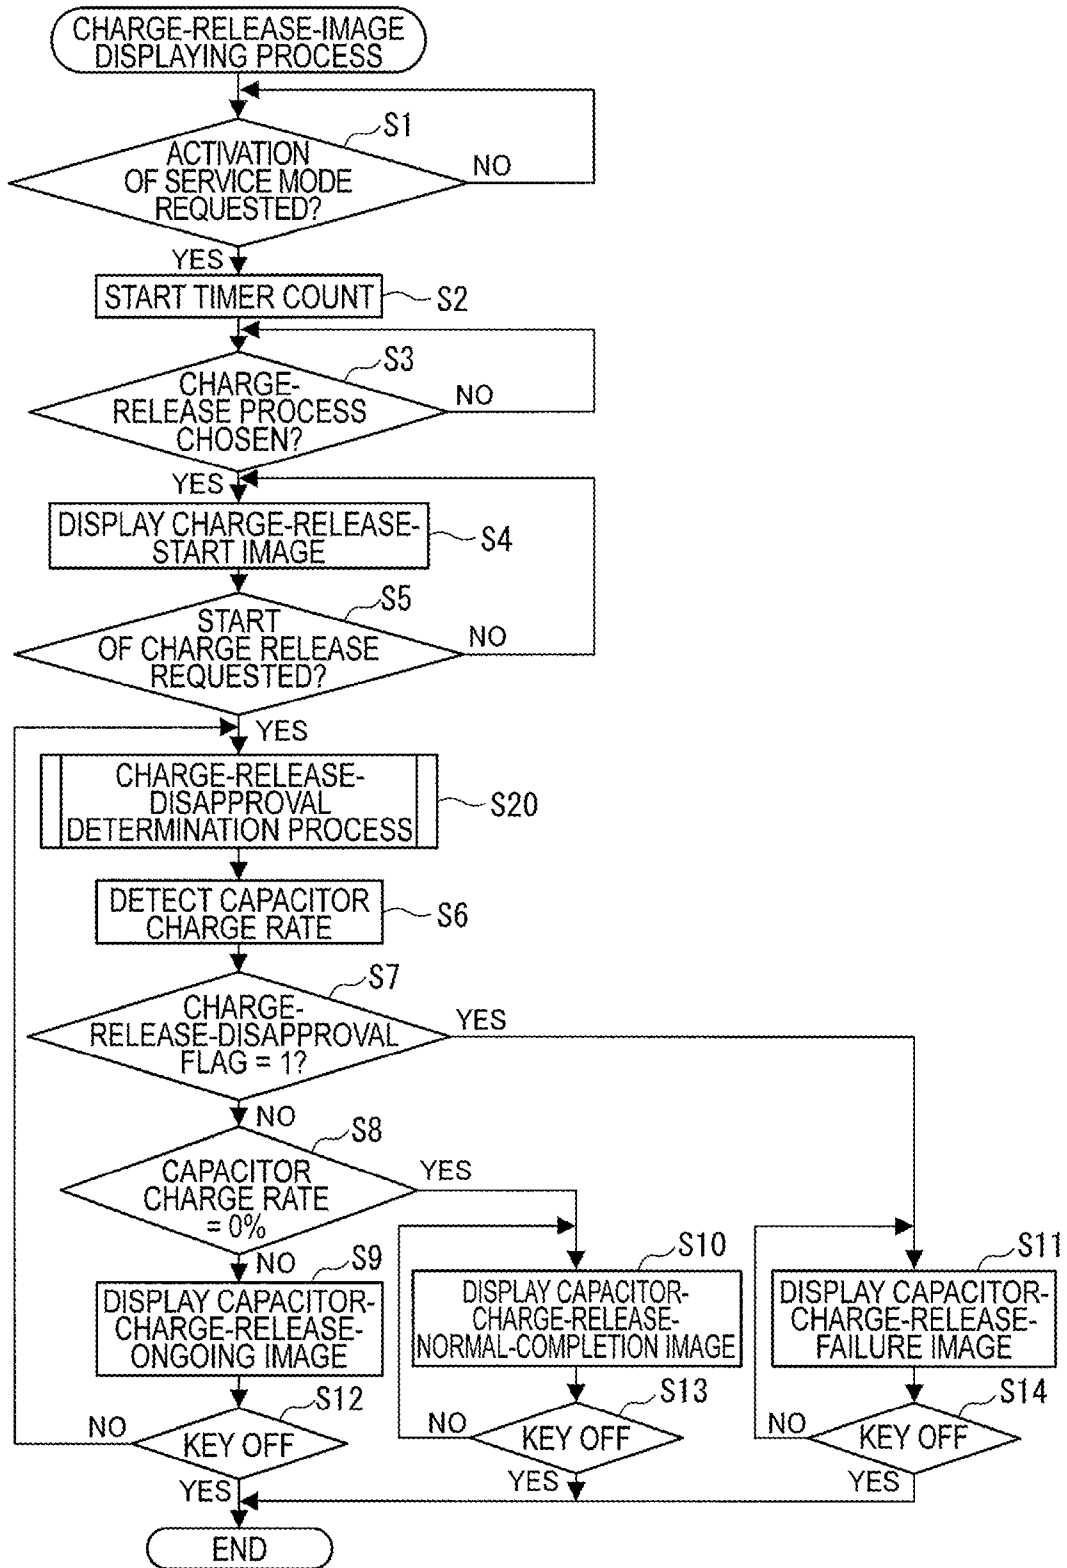 CHARGE-RELEASE-IMAGE
DISPLAYING PROCESS
S1
ACTIVATION
OF SERVICE MODE
REQUESTED?
NO
YES
START TIMER COUNT
S2
S3
CHARGE-
RELEASE PROCESS
CHOSEN?
NO
YES
DISPLAY CHARGE-RELEASE-
START IMAGE
S4
S5
START
OF CHARGE RELEASE
REQUESTED?
NO
YES
CHARGE-RELEASE-
DISAPPROVAL
DETERMINATION PROCESS
S20
DETECT CAPACITOR
CHARGE RATE
S6
S7
CHARGE-
RELEASE-DISAPPROVAL
FLAG = 1?
YES
NO
S8
CAPACITOR
CHARGE RATE
= 0%
YES
NO
S9
DISPLAY CAPACITOR-
CHARGE-RELEASE-
ONGOING IMAGE
S10
DISPLAY CAPACITOR-
CHARGE-RELEASE-
NORMAL-COMPLETION IMAGE
S11
DISPLAY CAPACITOR-
CHARGE-RELEASE-
FAILURE IMAGE
S12
NO
KEY OFF
YES
S13
NO
KEY OFF
YES
S14
NO
KEY OFF
YES
END